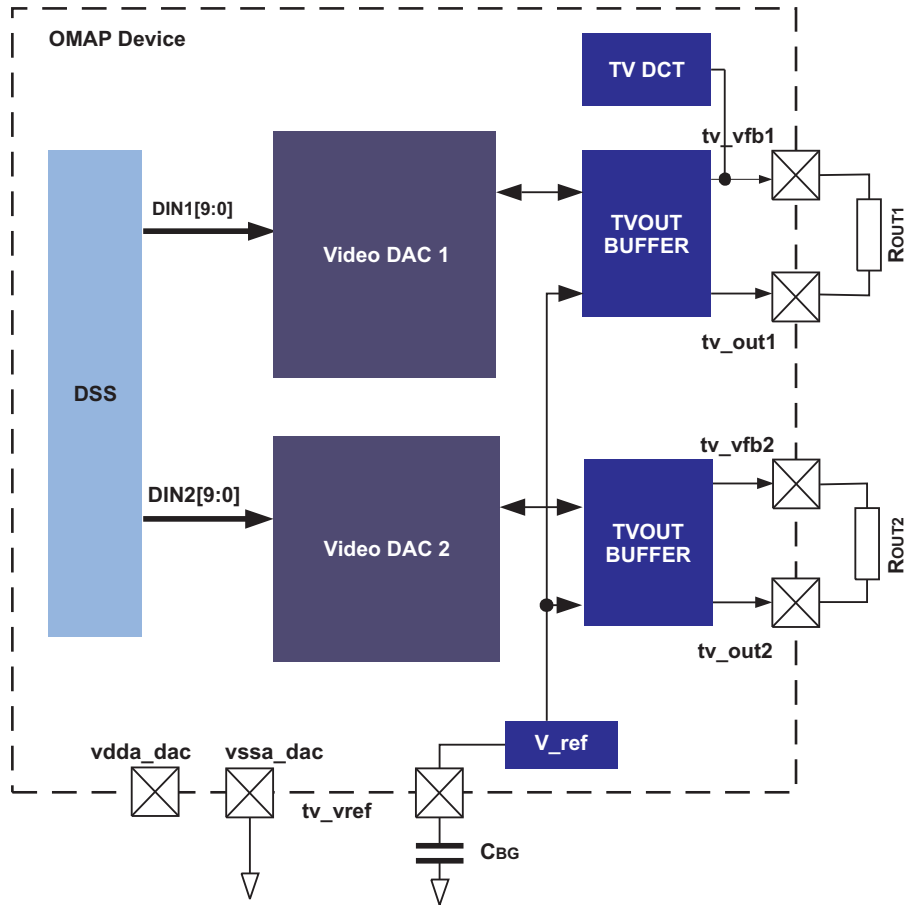 OMAP Device
TV DCT
tv_vfb1
DIN1[9:0]
Video DAC 1
TVOUT
BUFFER
ROUT1
tv_out1
DSS
tv_vfb2
DIN2[9:0]
Video DAC 2
TVOUT
BUFFER
ROUT2
tv_out2
V_ref
vdda_dac
vssa_dac
tv_vref
CBG